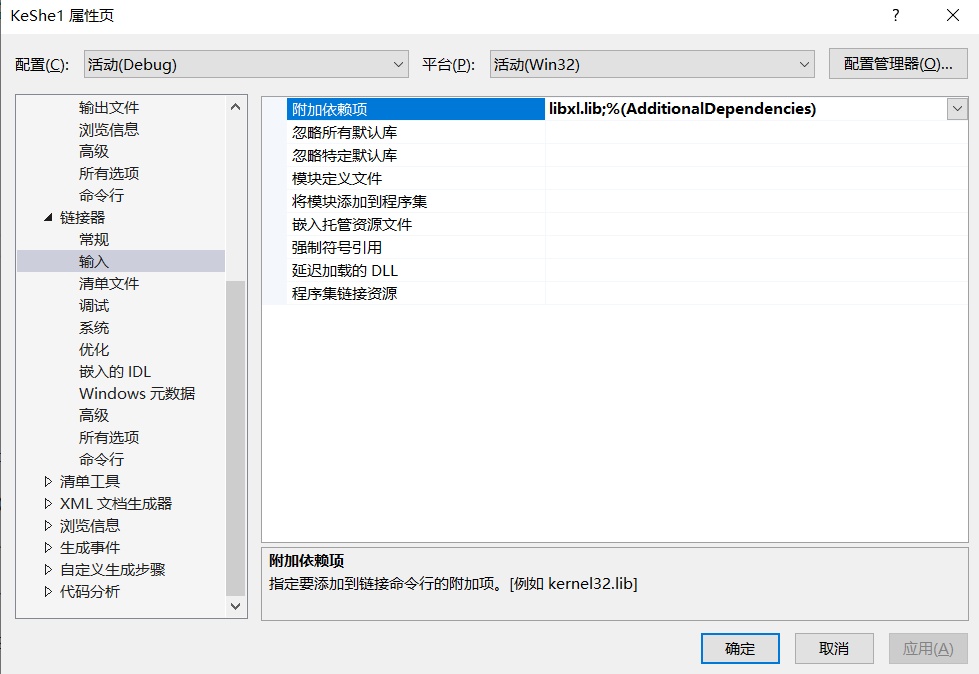 KeShe1 属性页
配置(C): 活动(Debug) 平台(P): 活动(Win32) 配置管理器(O)...
输出文件
浏览信息
高级
所有选项
命令行
链接器
常规
输入
清单文件
调试
系统
优化
嵌入的 IDL
Windows 元数据
高级
所有选项
命令行
清单工具
XML 文档生成器
浏览信息
生成事件
自定义生成步骤
代码分析
附加依赖项 libxl.lib;%(AdditionalDependencies)
忽略所有默认库
忽略特定默认库
模块定义文件
将模块添加到程序集
嵌入托管资源文件
强制符号引用
延迟加载的 DLL
程序集链接资源
附加依赖项
指定要添加到链接命令行的附加项。[例如 kernel32.lib]
确定 取消 应用(A)